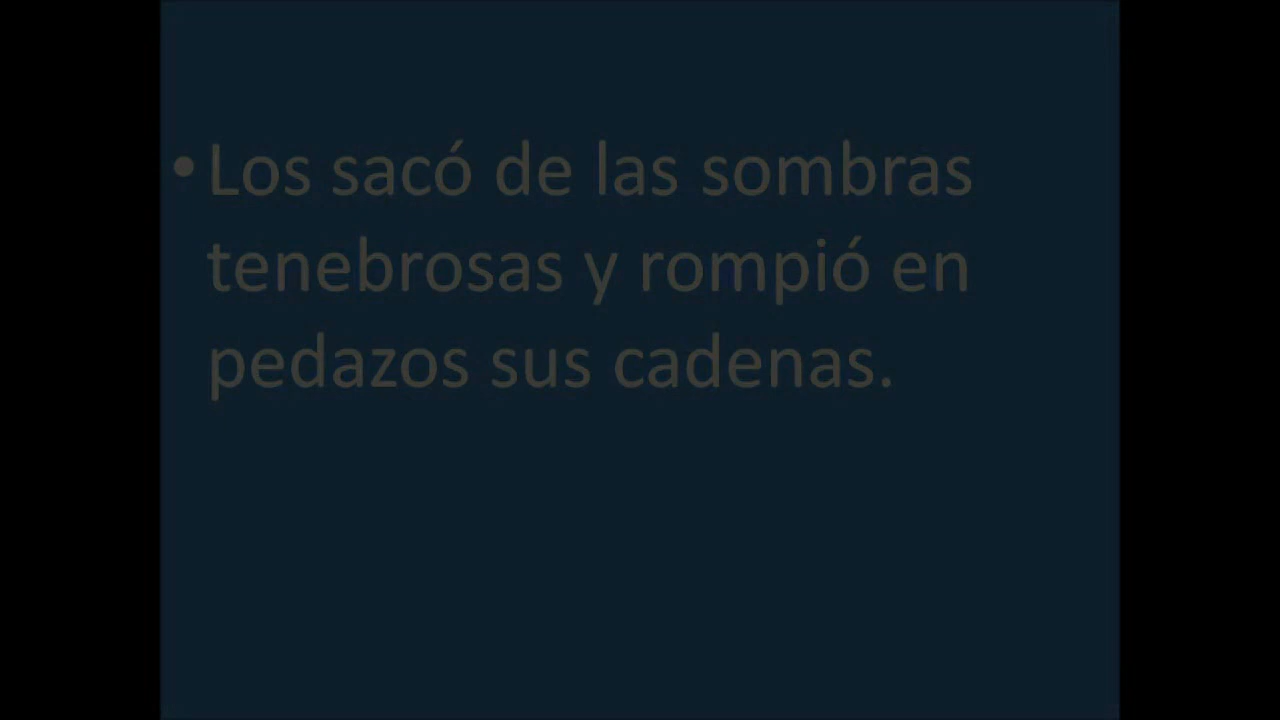 •Los sacó de las sombras
tenebrosas y rompió en
pedazos sus cadenas.